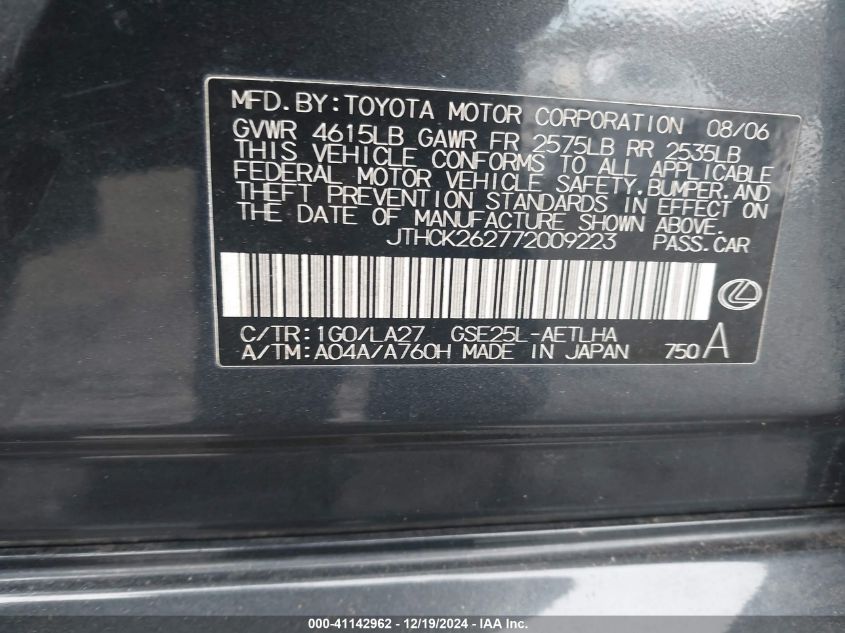 MFD.BY:TOYOTA MOTOR CORPORATION 08/06
GVWR 4615LB GAWR FR 2575LB RR 2535LB
THIS VEHICLE CONFORMS TO ALL APPLICABLE
FEDERAL MOTOR VEHICLE SAFETY,BUMPER,AND
THEFT PREVENTION STANDARDS IN EFFECT ON
THE DATE OF MANUFACTURE SHOWN ABOVE.
JTHCK262772009223 PASS.CAR
C/TR:1G0/LA27 GSE25L-AETLHA
A/TM:A04A/A760H MADE IN JAPAN 750A
000-41142962 - 12/19/2024 - IAA, Inc.